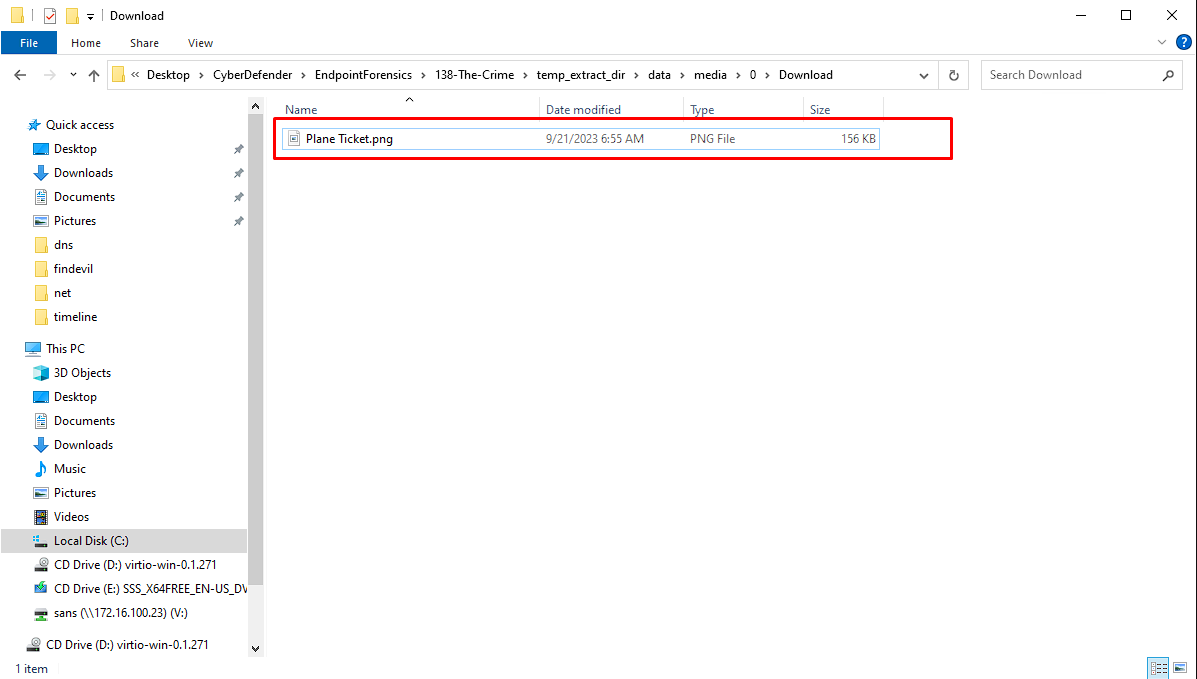 Download
File Home Share View
« Desktop > CyberDefender > EndpointForensics > 138-The-Crime > temp_extract_dir > data > media > 0 > Download
Search Download
Name Date modified Type Size
Plane Ticket.png 9/21/2023 6:55 AM PNG File 156 KB
Quick access
Desktop
Downloads
Documents
Pictures
dns
findevil
net
timeline
This PC
3D Objects
Desktop
Documents
Downloads
Music
Pictures
Videos
Local Disk (C:)
CD Drive (D:) virtio-win-0.1.271
CD Drive (E:) SSS_X64FREE_EN-US_DV
sans (\\172.16.100.23) (V:)
CD Drive (D:) virtio-win-0.1.271
1 item